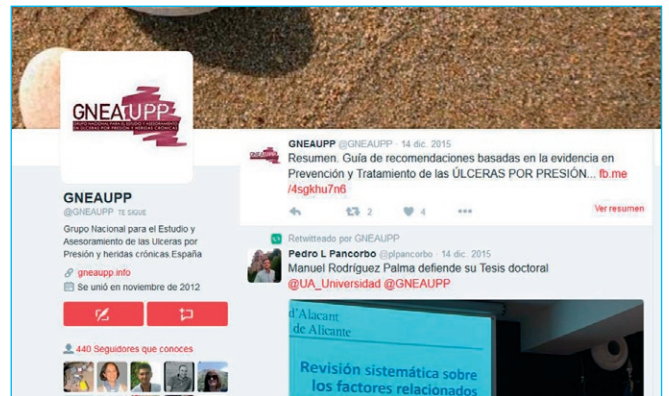 GNEAUPP
GRUPO NACIONAL PARA EL ESTUDIO Y ASESORAMIENTO
EN ÚLCERAS POR PRESIÓN Y HERIDAS CRÓNICAS
GNEAUPP
@GNEAUPP TE SIGUE
Grupo Nacional para el Estudio y
Asesoramiento de las Ulceras por
Presión y heridas crónicas.España
gneaupp.info
Se unió en noviembre de 2012
440 Seguidores que conoces
GNEAUPP @GNEAUPP · 14 dic. 2015
Resumen. Guía de recomendaciones basadas en la evidencia en
Prevención y Tratamiento de las ÚLCERAS POR PRESIÓN... fb.me
/4sgkhu7n6
2 4
Ver resumen
Retwitteado por GNEAUPP
Pedro L Pancorbo @plpancorbo · 14 dic. 2015
Manuel Rodríguez Palma defiende su Tesis doctoral
@UA_Universidad @GNEAUPP
d'Alacant
de Alicante
Revisión sistemática sobre
los factores relacionados